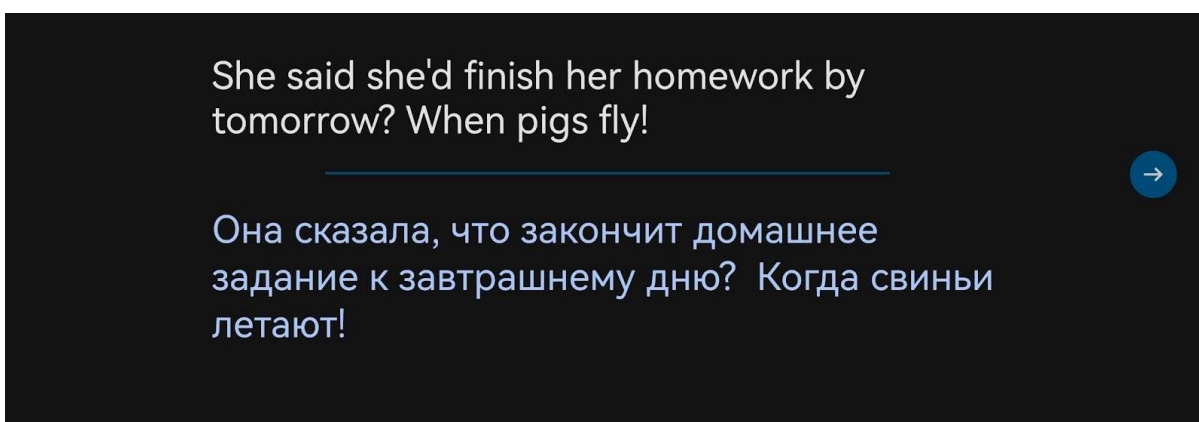 She said she'd finish her homework by
tomorrow? When pigs fly!
Она сказала, что закончит домашнее
задание к завтрашнему дню?  Когда свиньи
летают!